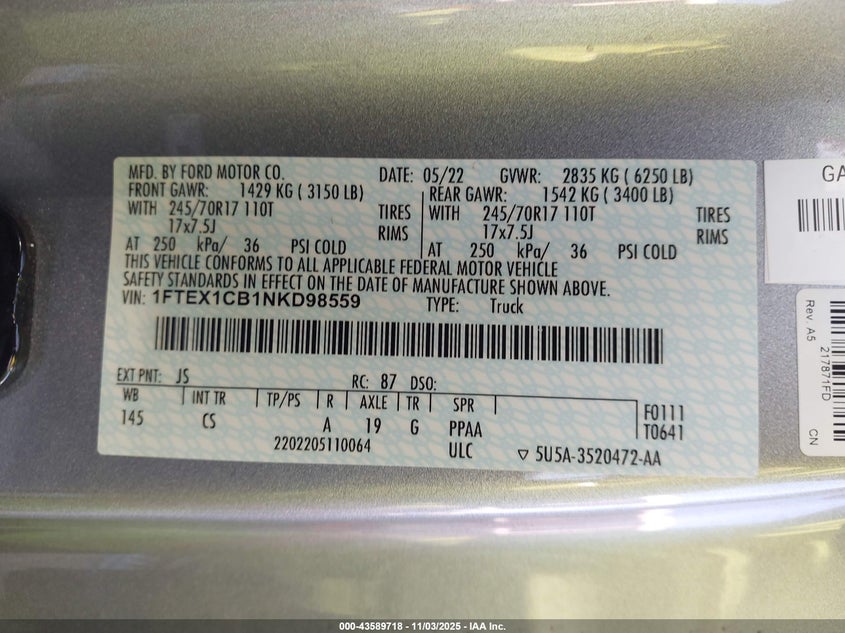 MFD. BY FORD MOTOR CO. DATE: 05/22 GVWR: 2835 KG ( 6250 LB)
FRONT GAWR: 1429 KG ( 3150 LB) REAR GAWR: 1542 KG ( 3400 LB)
WITH 245/70R17 110T TIRES WITH 245/70R17 110T TIRES
17x7.5J RIMS 17x7.5J RIMS
AT 250 kPa/ 36 PSI COLD AT 250 kPa/ 36 PSI COLD
THIS VEHICLE CONFORMS TO ALL APPLICABLE FEDERAL MOTOR VEHICLE
SAFETY STANDARDS IN EFFECT ON THE DATE OF MANUFACTURE SHOWN ABOVE.
VIN: 1FTEX1CB1NKD98559 TYPE: Truck
EXT PNT: JS RC: 87 DSO:
WB INT TR TP/PS R AXLE TR SPR F0111
145 CS A 19 G PPAA T0641
2202205110064 ULC ▽ 5U5A-3520472-AA
GA
Rev. A5
217871FD
CN
000-43589718 - 11/03/2025 - IAA Inc.